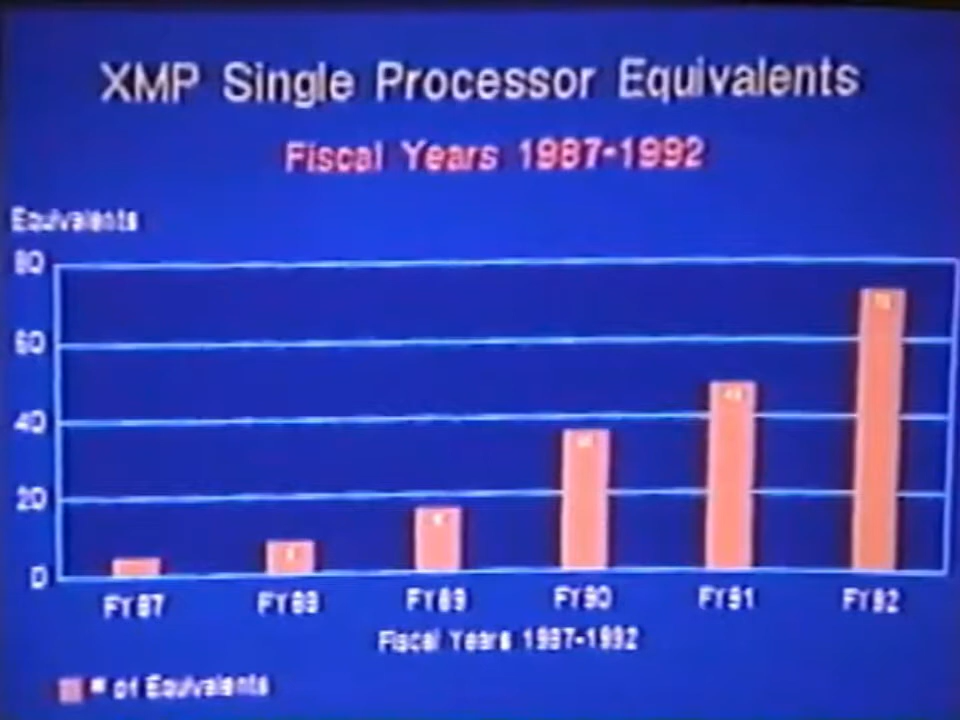 XMP Single Processor Equivalents
Fiscal Years 1987-1992
Equivalents
80
60
40
20
0
FY87 FY88 FY89 FY90 FY91 FY92
Fiscal Years 1987-1992
# of Equivalents